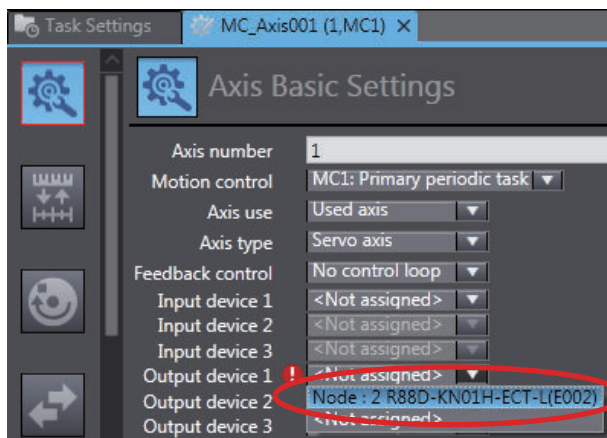 Task Settings
MC_Axis001 (1,MC1) ×
Axis Basic Settings
Axis number 1
Motion control MC1: Primary periodic task
Axis use Used axis
Axis type Servo axis
Feedback control No control loop
Input device 1 <Not assigned>
Input device 2 <Not assigned>
Input device 3 <Not assigned>
Output device 1 <Not assigned>
Output device 2 Node : 2 R88D-KN01H-ECT-L(E002)
Output device 3 <Not assigned>